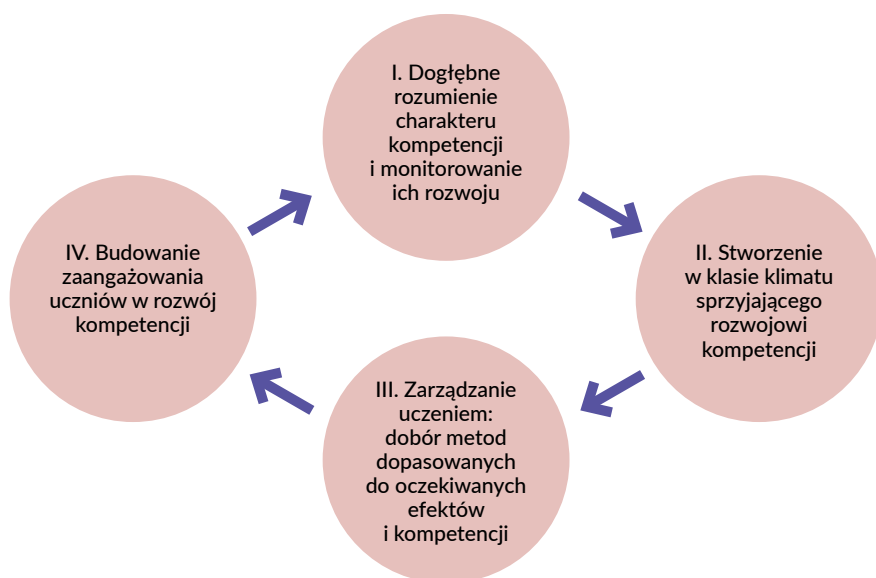 I. Dogłębne
rozumienie
charakteru
kompetencji
i monitorowanie
ich rozwoju
II. Stworzenie
w klasie klimatu
sprzyjającego
rozwojowi
kompetencji
III. Zarządzanie
uczeniem:
dobór metod
dopasowanych
do oczekiwanych
efektów
i kompetencji
IV. Budowanie
zaangażowania
uczniów w rozwój
kompetencji